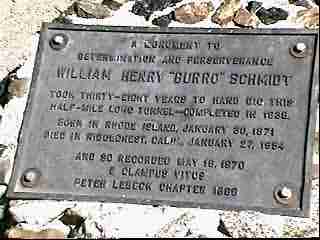 A MONUMENT TO
DETERMINATION AND PERSERVERANCE
WILLIAM HENRY "BURRO" SCHMIDT
TOOK THIRTY-EIGHT YEARS TO HAND DIG THIS
HALF-MILE LONG TUNNEL—COMPLETED IN 1938.
BORN IN RHODE ISLAND, JANUARY 30, 1871
DIED IN RIDGECREST, CALIF., JANUARY 27, 1954
AND SO RECORDED MAY 16, 1970
E CLAMPUS VITUS
PETER LEBECK CHAPTER 1866